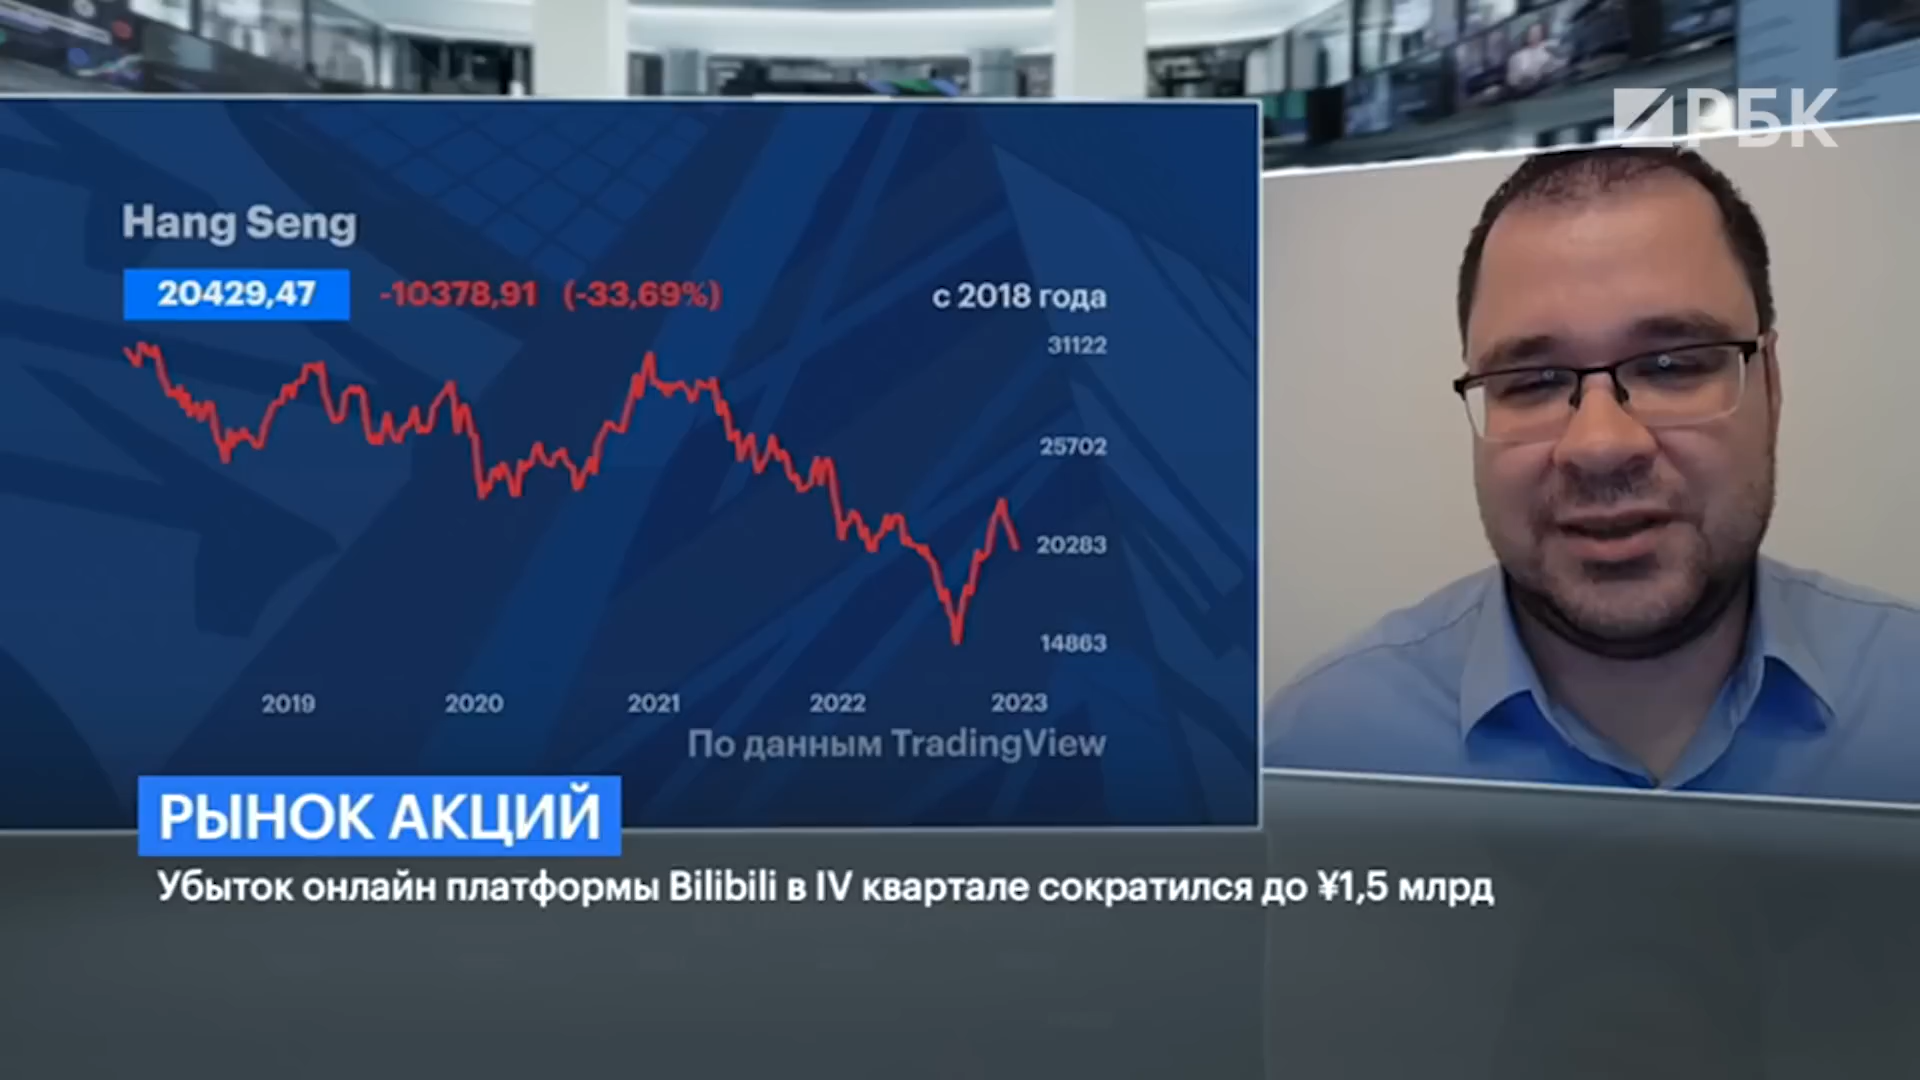 РБК
Hang Seng
20429,47 -10378,91 (-33,69%) с 2018 года
31122
25702
20283
14863
2019 2020 2021 2022 2023
По данным TradingView
РЫНОК АКЦИЙ
Убыток онлайн платформы Bilibili в IV квартале сократился до ¥1,5 млрд